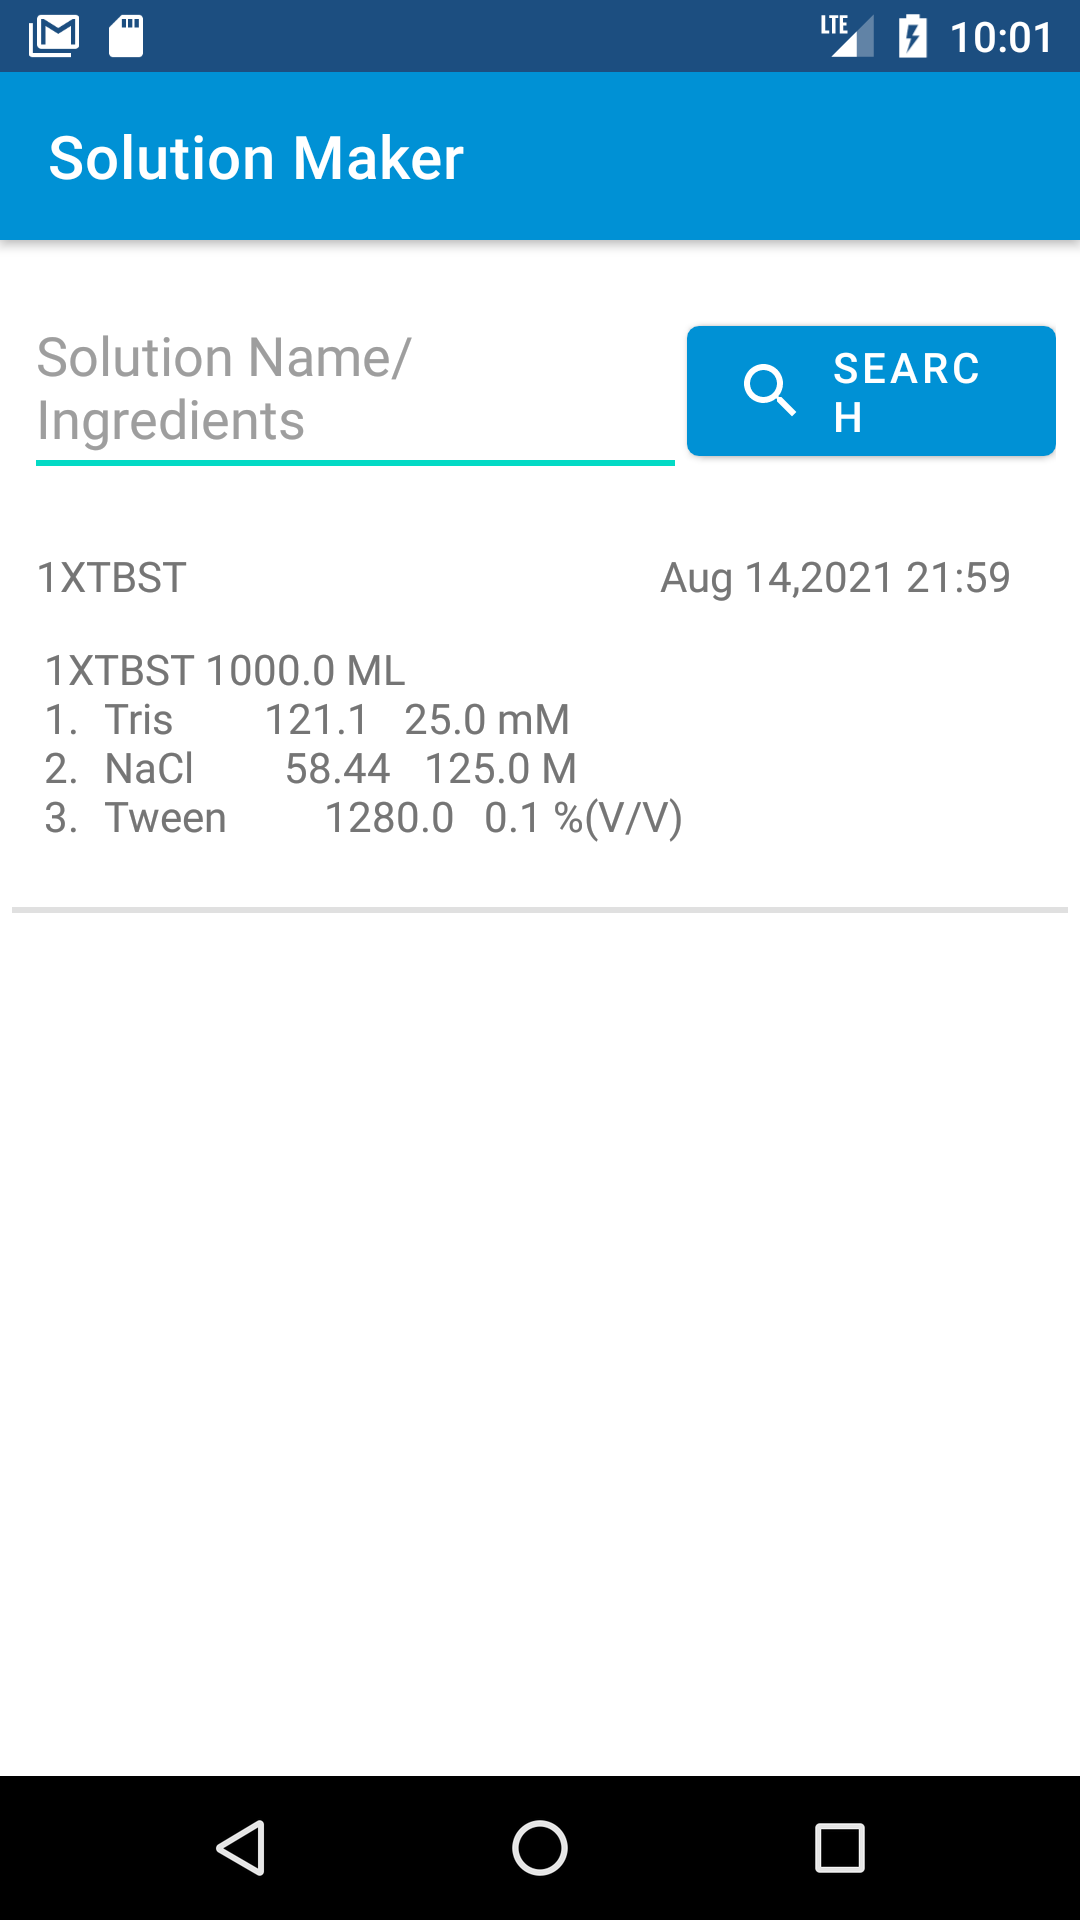 LTE 10:01
Solution Maker
Solution Name/
Ingredients
SEARC
H
1XTBST Aug 14,2021 21:59
1XTBST 1000.0 ML
1. Tris 121.1 25.0 mM
2. NaCl 58.44 125.0 M
3. Tween 1280.0 0.1 %(V/V)